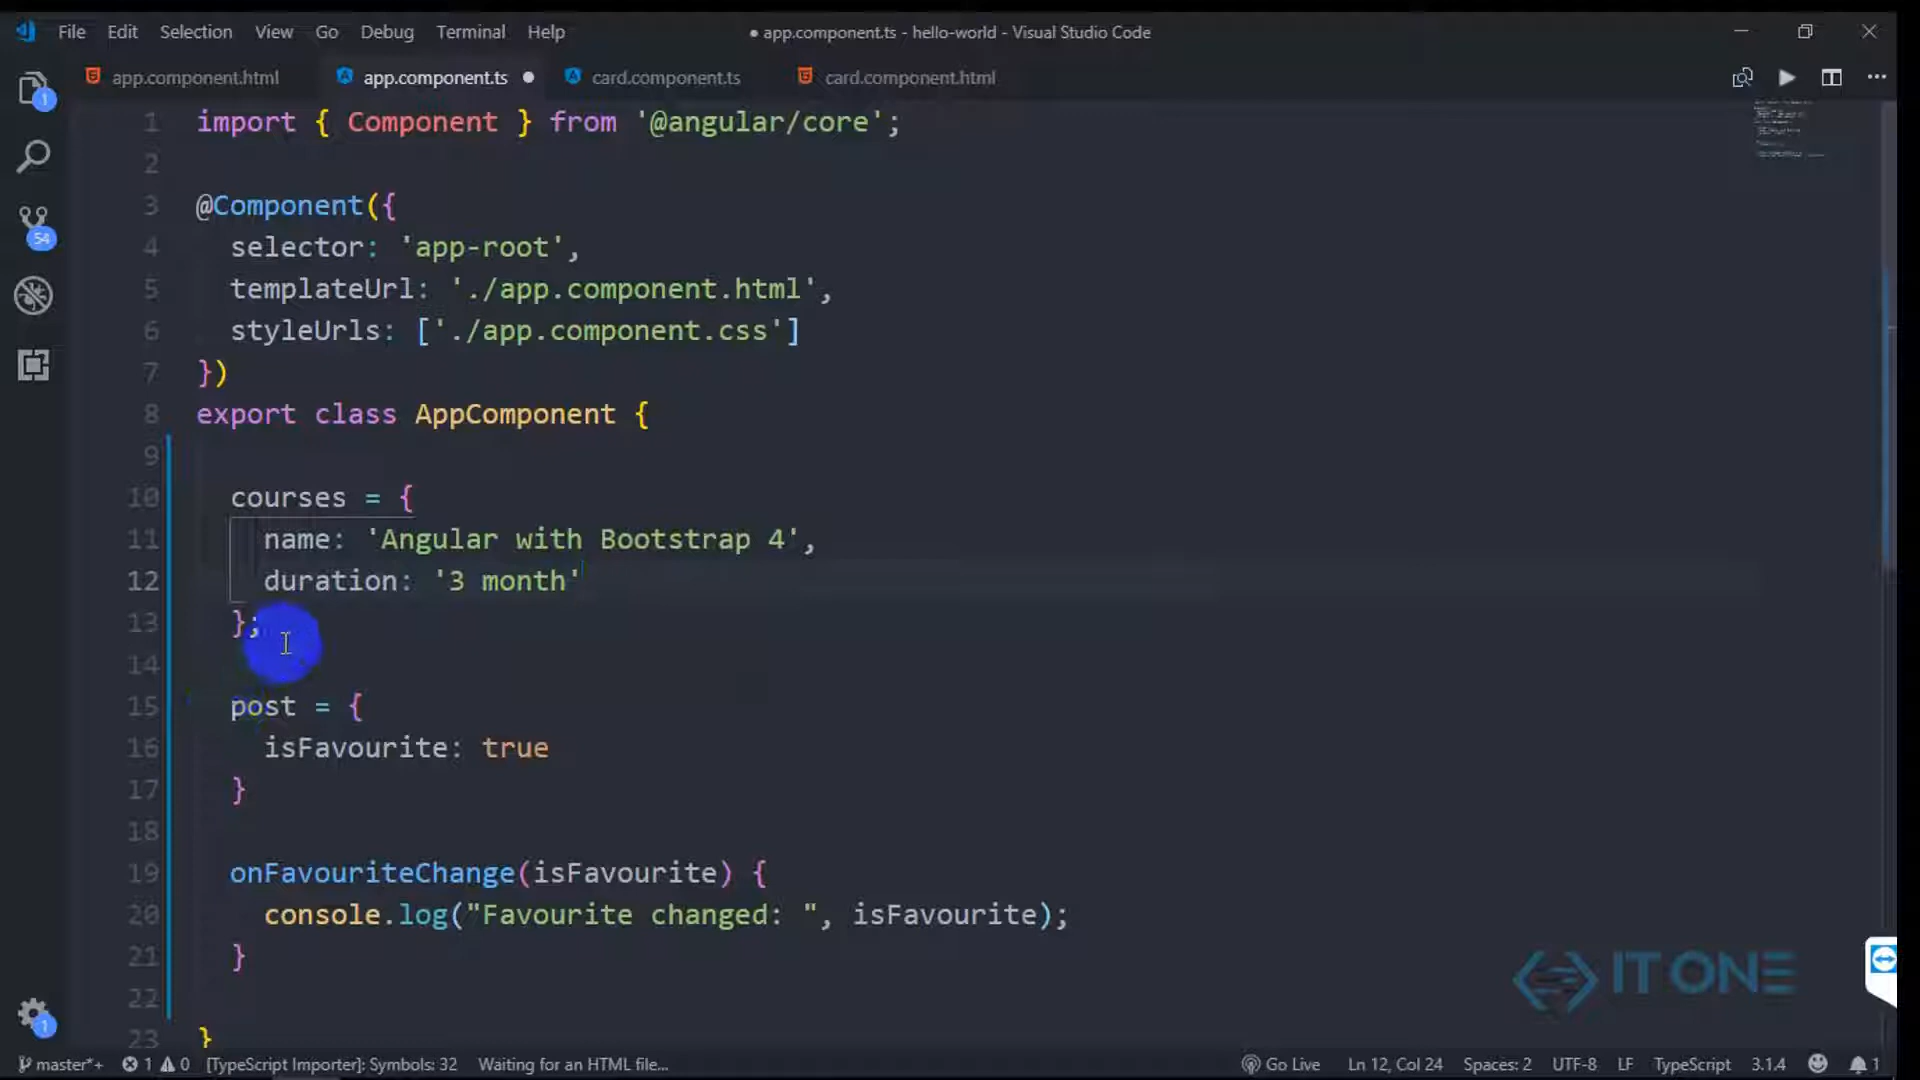 File Edit Selection View Go Debug Terminal Help ● app.component.ts - hello-world - Visual Studio Code
app.component.html app.component.ts ● card.component.ts card.component.html
1 import { Component } from '@angular/core';
2
3 @Component({
4 selector: 'app-root',
5 templateUrl: './app.component.html',
6 styleUrls: ['./app.component.css']
7 })
8 export class AppComponent {
9
10 courses = {
11 name: 'Angular with Bootstrap 4',
12 duration: '3 month'
13 };
14
15 post = {
16 isFavourite: true
17 }
18
19 onFavouriteChange(isFavourite) {
20 console.log("Favourite changed: ", isFavourite);
21 }
22
23 }
1
54
1
IT ONE
master*+ 1 0 [TypeScript Importer]: Symbols: 32 Waiting for an HTML file... Go Live Ln 12, Col 24 Spaces: 2 UTF-8 LF TypeScript 3.1.4 1